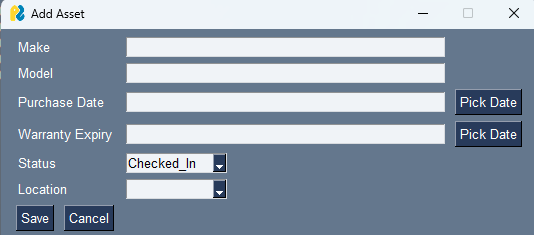 Add Asset
Make
Model
Purchase Date Pick Date
Warranty Expiry Pick Date
Status Checked_In
Location
Save Cancel